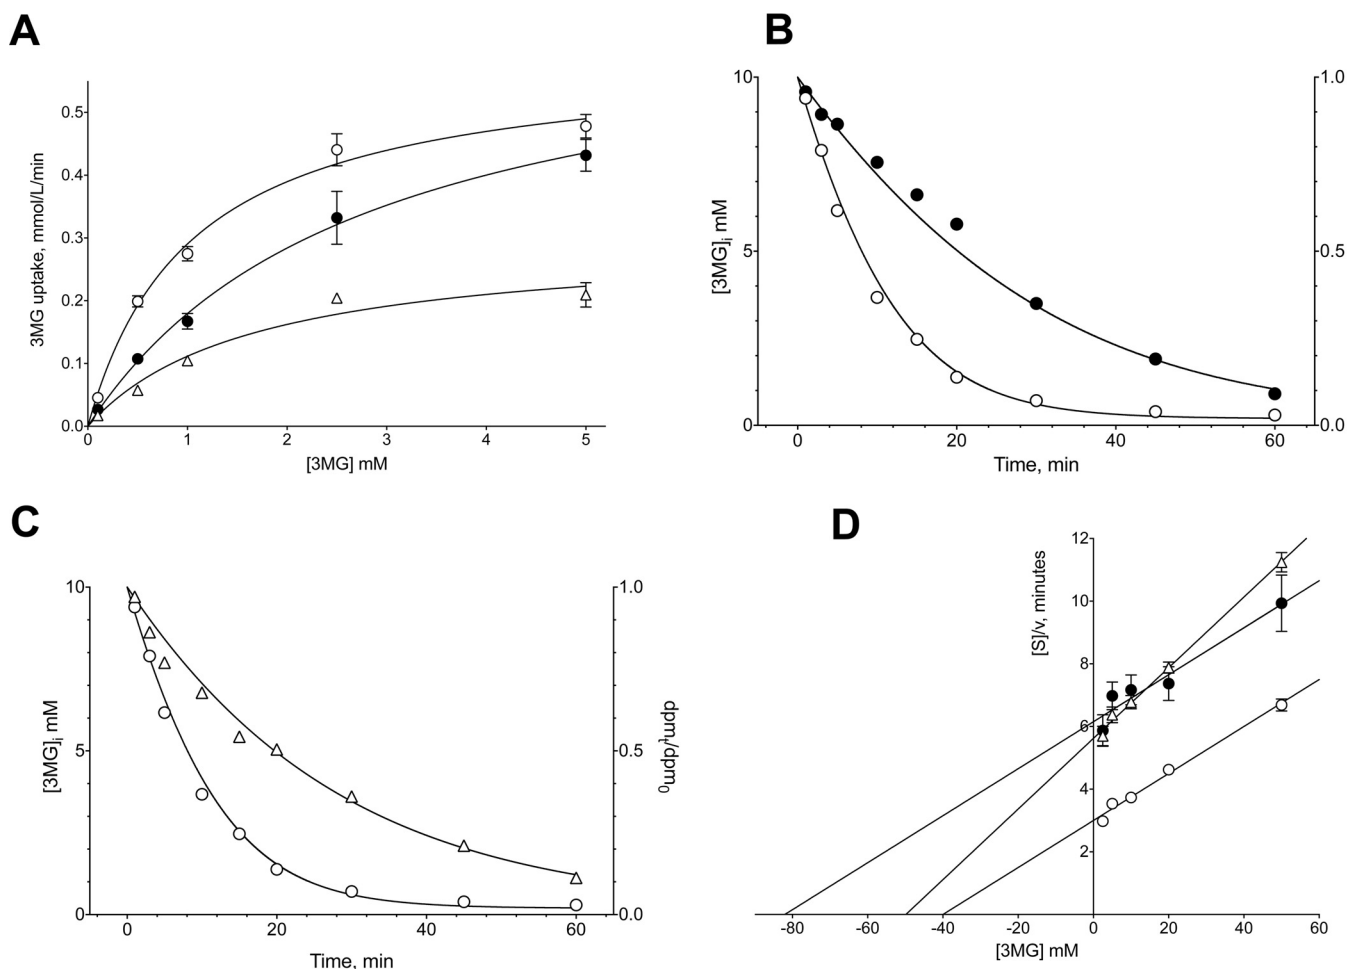 A
3MG uptake, mmol/L/min
0.5
0.4
0.3
0.2
0.1
0.0
0 1 2 3 4 5
[3MG] mM
B
[3MG]i mM
10
5
0
1.0
0.5
0.0
0 20 40 60
Time, min
C
[3MG]i mM
10
5
0
1.0
0.5
0.0
dpmt/dpm0
0 20 40 60
Time, min
D
[S]/v, minutes
12
10
8
6
4
2
-80 -60 -40 -20 0 20 40 60
[3MG] mM